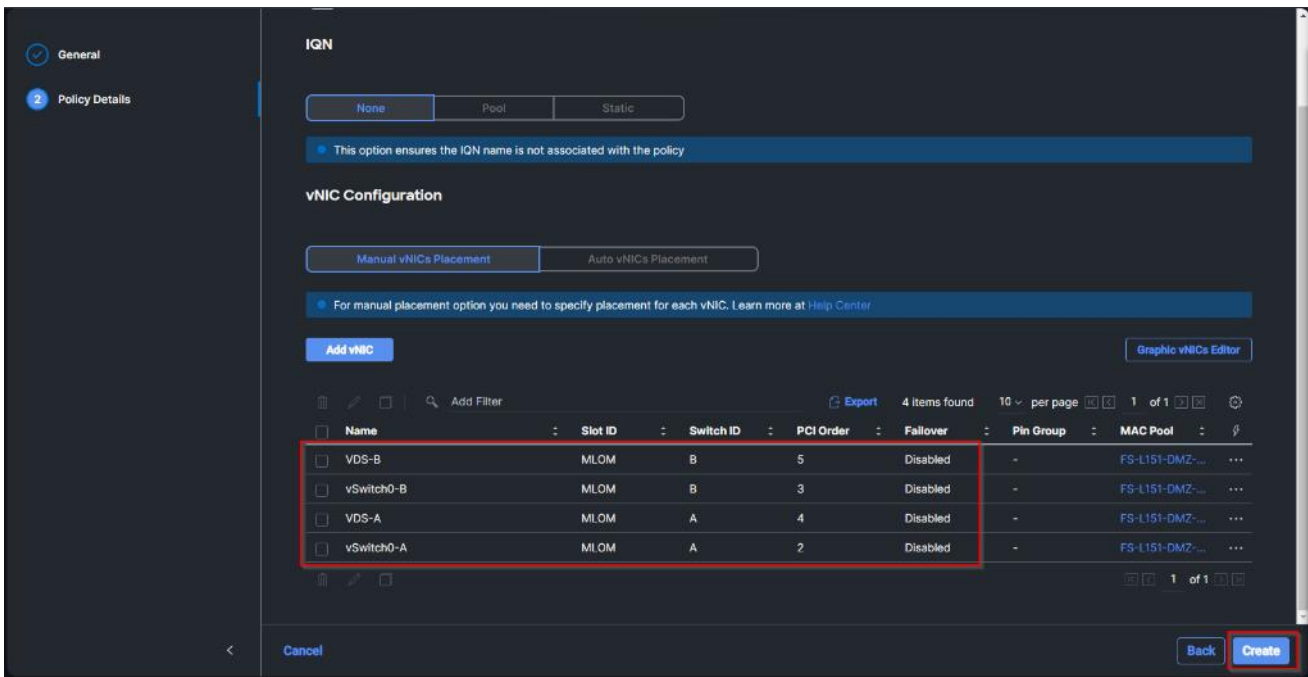 General
2 Policy Details
IQN
None Pool Static
This option ensures the IQN name is not associated with the policy
vNIC Configuration
Manual vNICs Placement Auto vNICs Placement
For manual placement option you need to specify placement for each vNIC. Learn more at Help Center
Add vNIC Graphic vNICs Editor
Add Filter Export 4 items found 10 per page 1 of 1
Name Slot ID Switch ID PCI Order Failover Pin Group MAC Pool
VDS-B MLOM B 5 Disabled - FS-L151-DMZ-... ...
vSwitch0-B MLOM B 3 Disabled - FS-L151-DMZ-... ...
VDS-A MLOM A 4 Disabled - FS-L151-DMZ-... ...
vSwitch0-A MLOM A 2 Disabled - FS-L151-DMZ-... ...
1 of 1
< Cancel Back Create